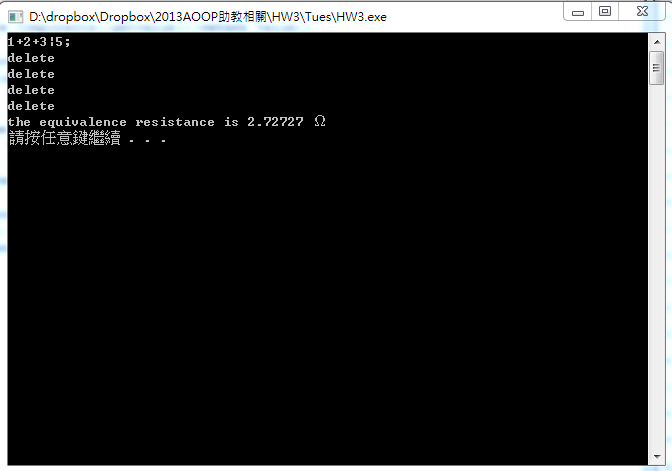 D:\dropbox\Dropbox\2013AOOP助教相關\HW3\Tues\HW3.exe
1+2+3|5;
delete
delete
delete
delete
the equivalence resistance is 2.72727 Ω
請按任意鍵繼續 . . .